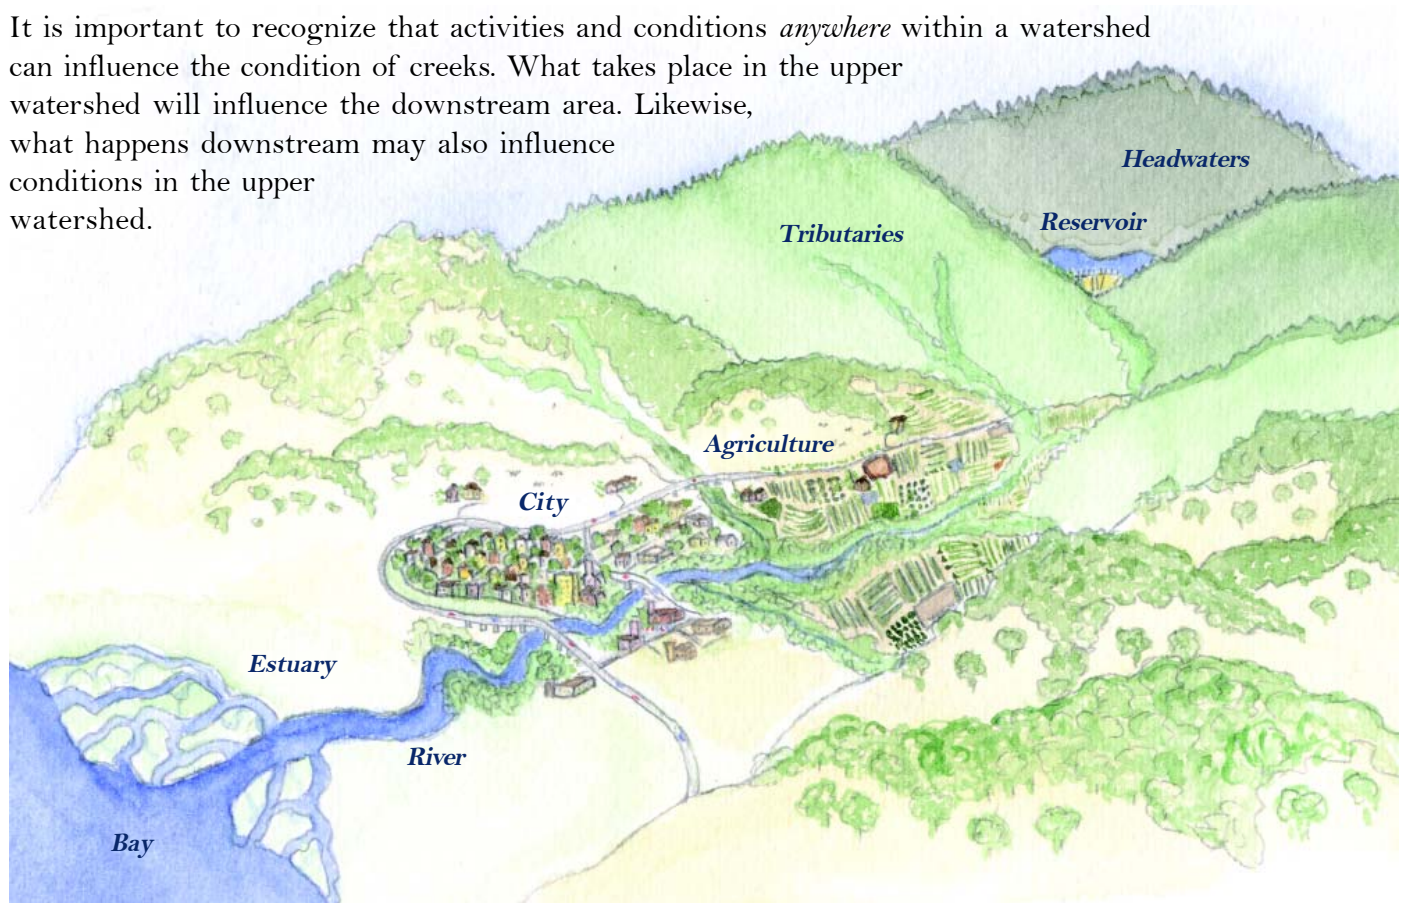 It is important to recognize that activities and conditions anywhere within a watershed
can influence the condition of creeks. What takes place in the upper
watershed will influence the downstream area. Likewise,
what happens downstream may also influence
conditions in the upper
watershed.
Headwaters
Reservoir
Tributaries
Agriculture
City
Estuary
River
Bay